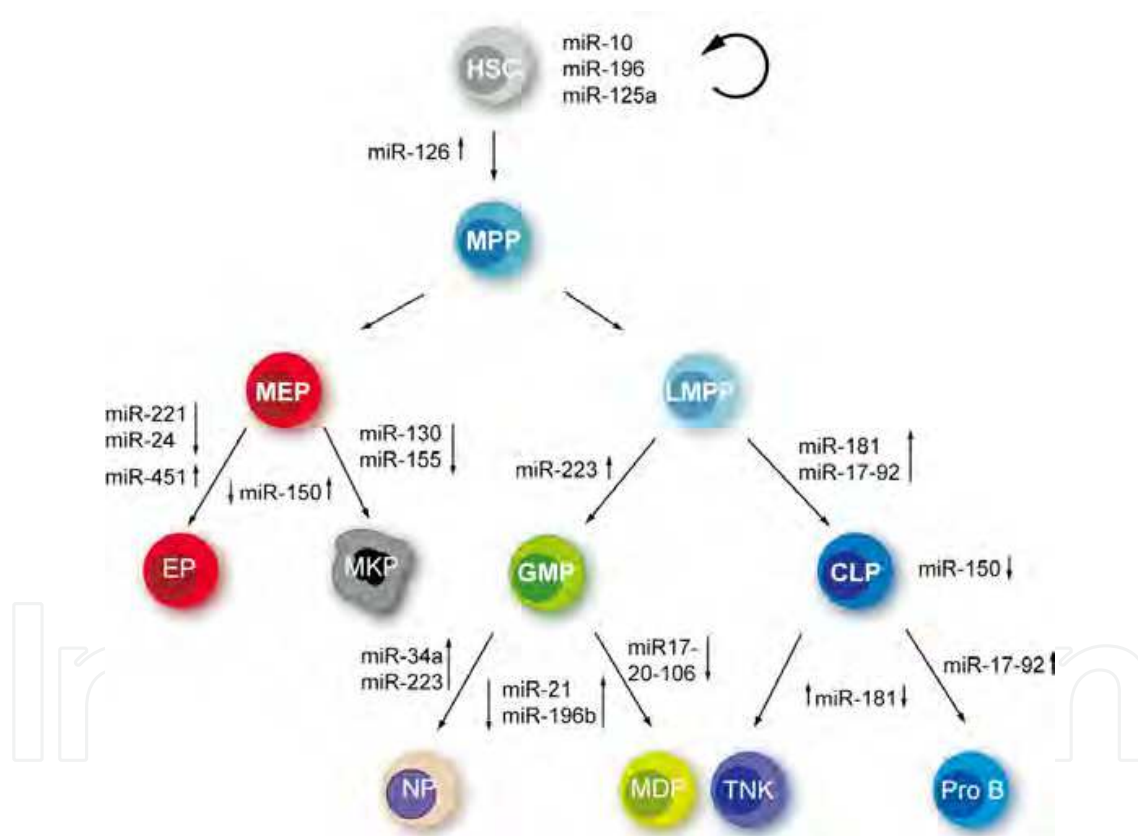 HSC
miR-10
miR-196
miR-125a
miR-126 ↑
MPP
MEP
LMPP
miR-221
miR-24 ↓
miR-451 ↑
miR-130
miR-155 ↓
↓ miR-150 ↑
miR-223 ↑
miR-181
miR-17-92 ↑
EP
MKP
GMP
CLP
miR-150 ↓
miR-34a
miR-223 ↑
↓ miR-21
miR-196b ↑
miR17-
20-106 ↓
↑ miR-181 ↓
miR-17-92 ↑
NP
MDP
TNK
Pro B